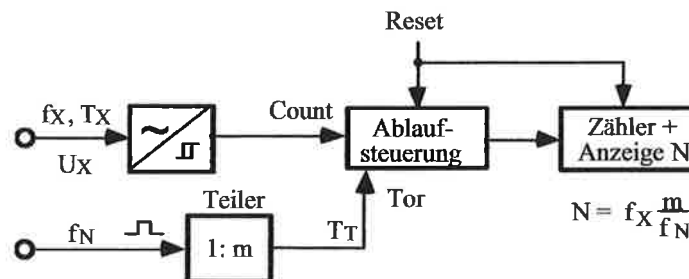 Reset
fX, TX
Count
UX
Ablauf-
steuerung
Zähler +
Anzeige N
Teiler
Tor
fN
1: m
TT
N = fX m/fN